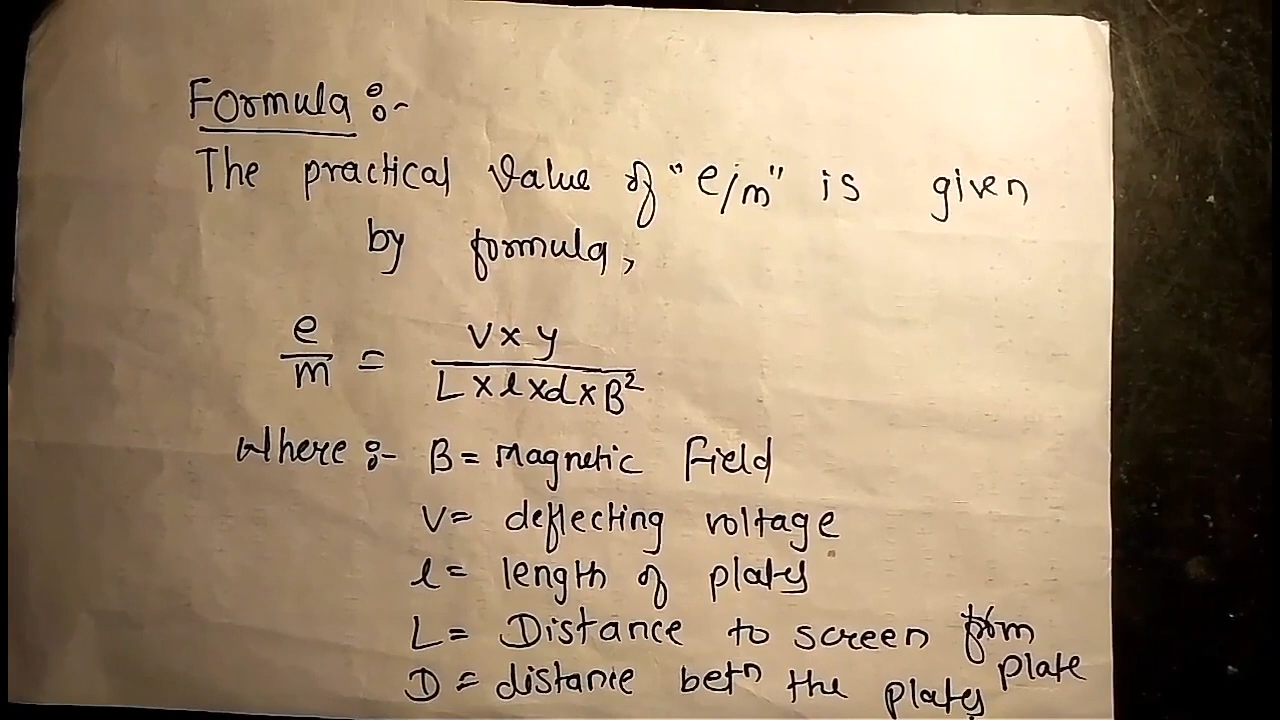 Formula :-
The practical value of "e/m" is given
by formula,
e/m = V x y / L x l x d x B²
Where :- B = Magnetic Field
V = deflecting voltage
l = length of plates
L = Distance to screen from plate
D = distance betn the plates